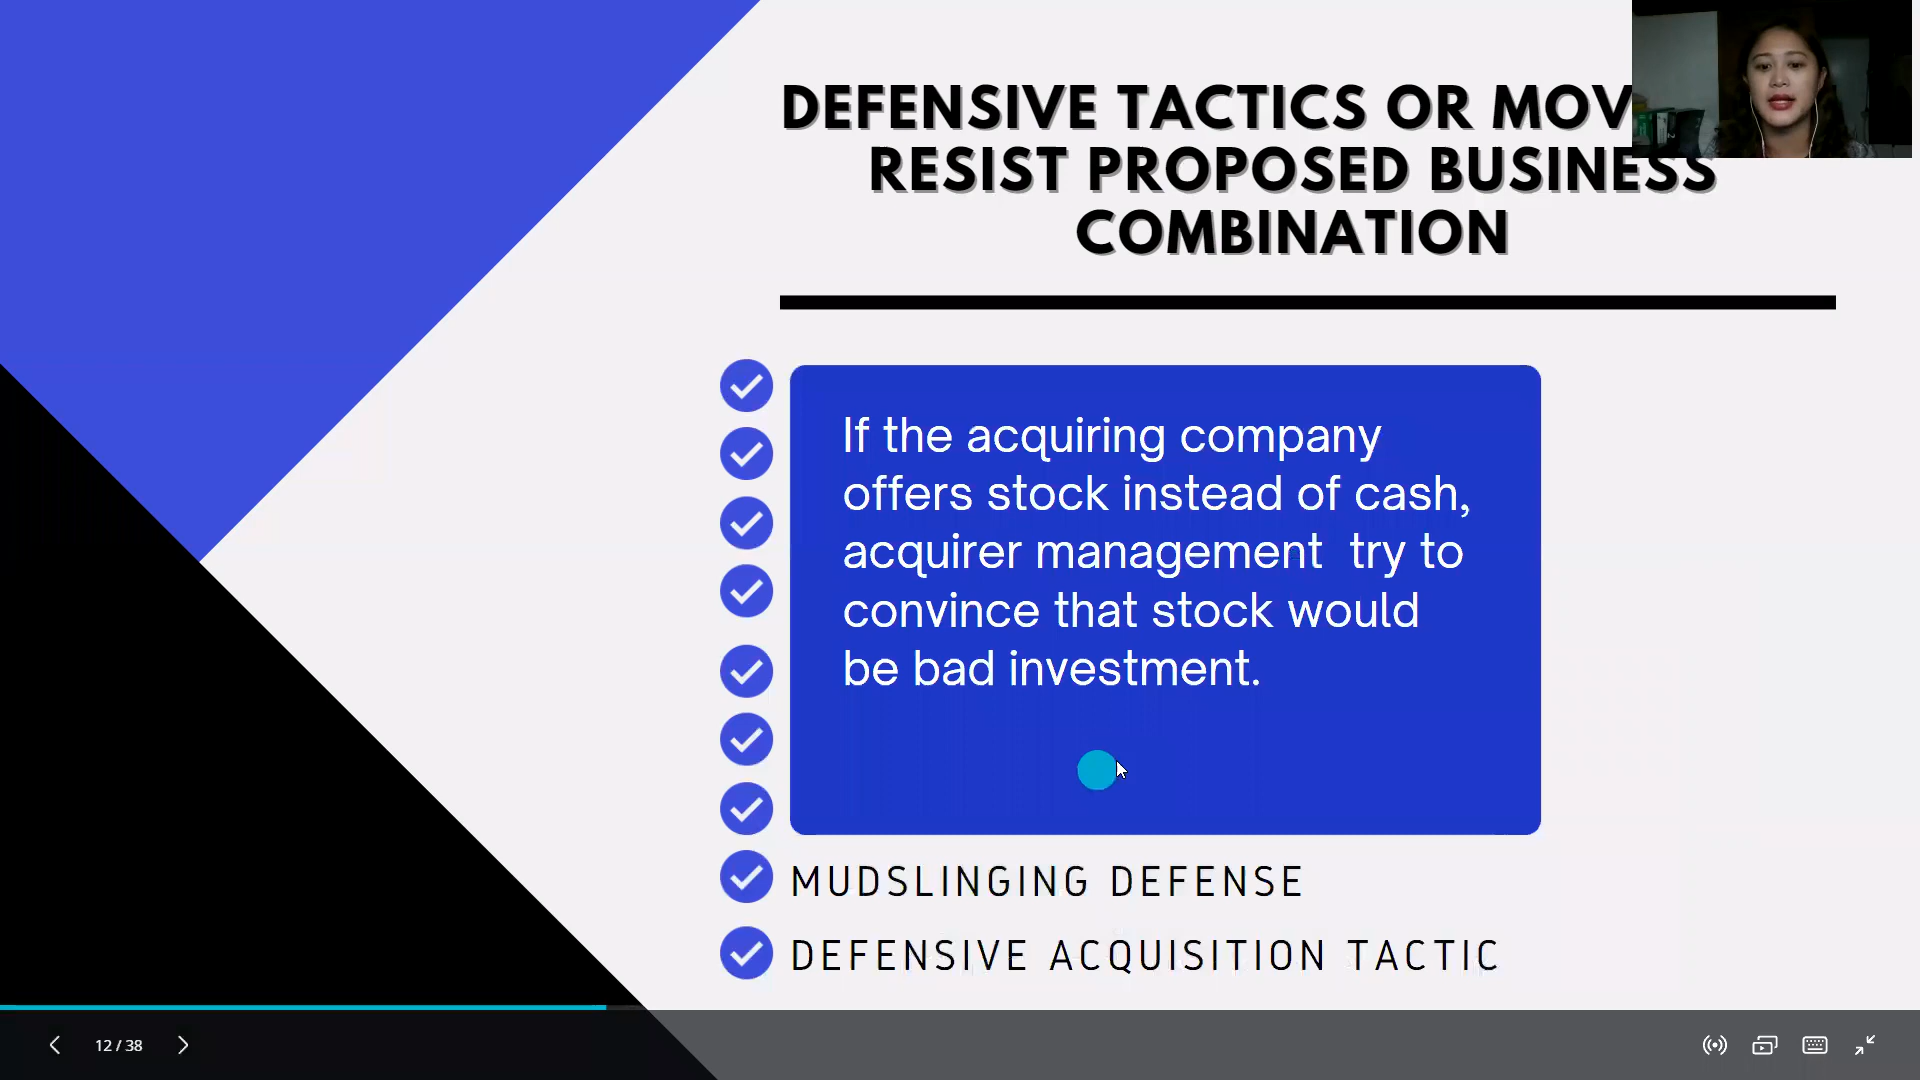 DEFENSIVE TACTICS OR MOV
RESIST PROPOSED BUSINESS
COMBINATION
If the acquiring company
offers stock instead of cash,
acquirer management  try to
convince that stock would
be bad investment.
MUDSLINGING DEFENSE
DEFENSIVE ACQUISITION TACTIC
12 / 38